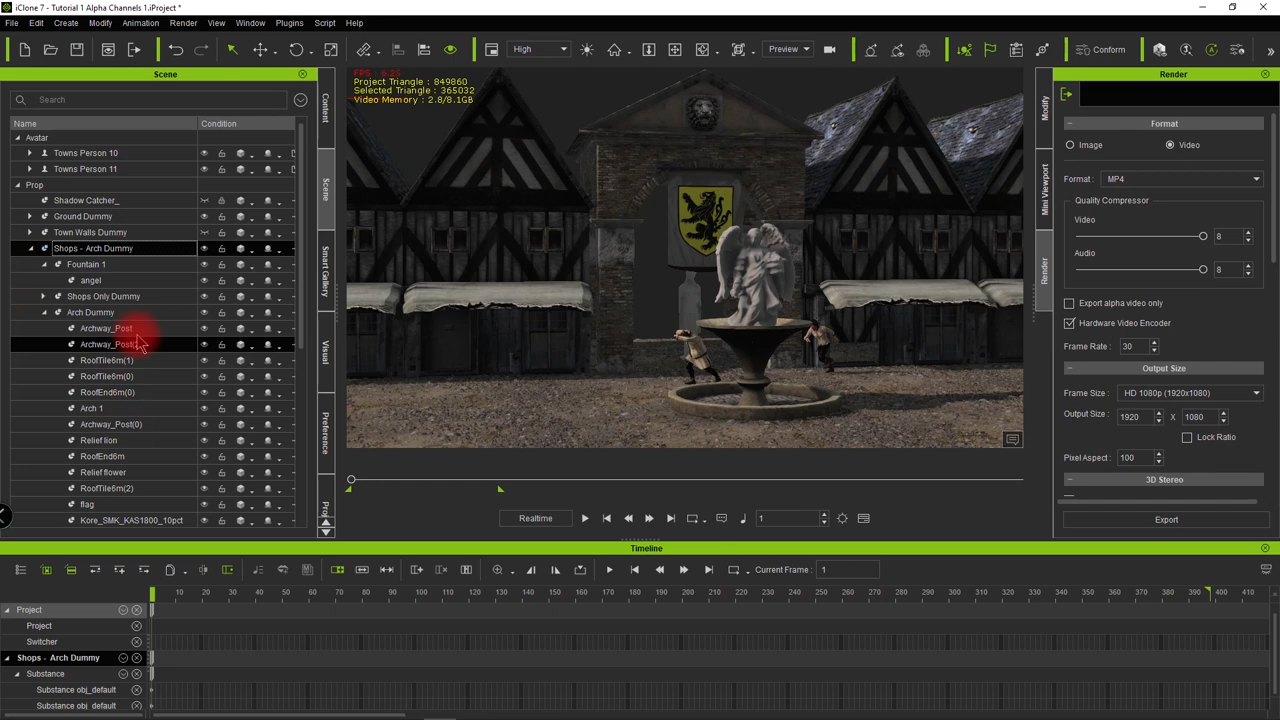 iClone 7 - Tutorial 1 Alpha Channels 1.iProject *
File Edit Create Modify Animation Render View Window Plugins Script Help
High Preview Conform
Scene
Search
Name Condition
Avatar
Towns Person 10
Towns Person 11
Prop
Shadow Catcher_
Ground Dummy
Town Walls Dummy
Shops - Arch Dummy
Fountain 1
angel
Shops Only Dummy
Arch Dummy
Archway_Post
Archway_Post(
RoofTile6m(1)
RoofTile6m(0)
RoofEnd6m(0)
Arch 1
Archway_Post(0)
Relief lion
RoofEnd6m
Relief flower
RoofTile6m(2)
flag
Kore_SMK_KAS1800_10pct
Content
Scene
Smart Gallery
Visual
Preference
FPS : 6.25
Project Triangle : 849860
Selected Triangle : 365032
Video Memory : 2.8/8.1GB
Modify
Mini Viewport
Render
Render
Format
Image Video
Format : MP4
Quality Compressor
Video
8
Audio
8
Export alpha video only
Hardware Video Encoder
Frame Rate : 30
Output Size
Frame Size : HD 1080p (1920x1080)
Output Size : 1920 X 1080
Lock Ratio
Pixel Aspect : 100
3D Stereo
Export
Realtime 1
Timeline
Current Frame : 1
10 20 30 40 50 60 70 80 90 100 110 120 130 140 150 160 170 180 190 200 210 220 230 240 250 260 270 280 290 300 310 320 330 340 350 360 370 380 390 400 410
Project
Project
Switcher
Shops - Arch Dummy
Substance
Substance obj_default
Substance obj_default